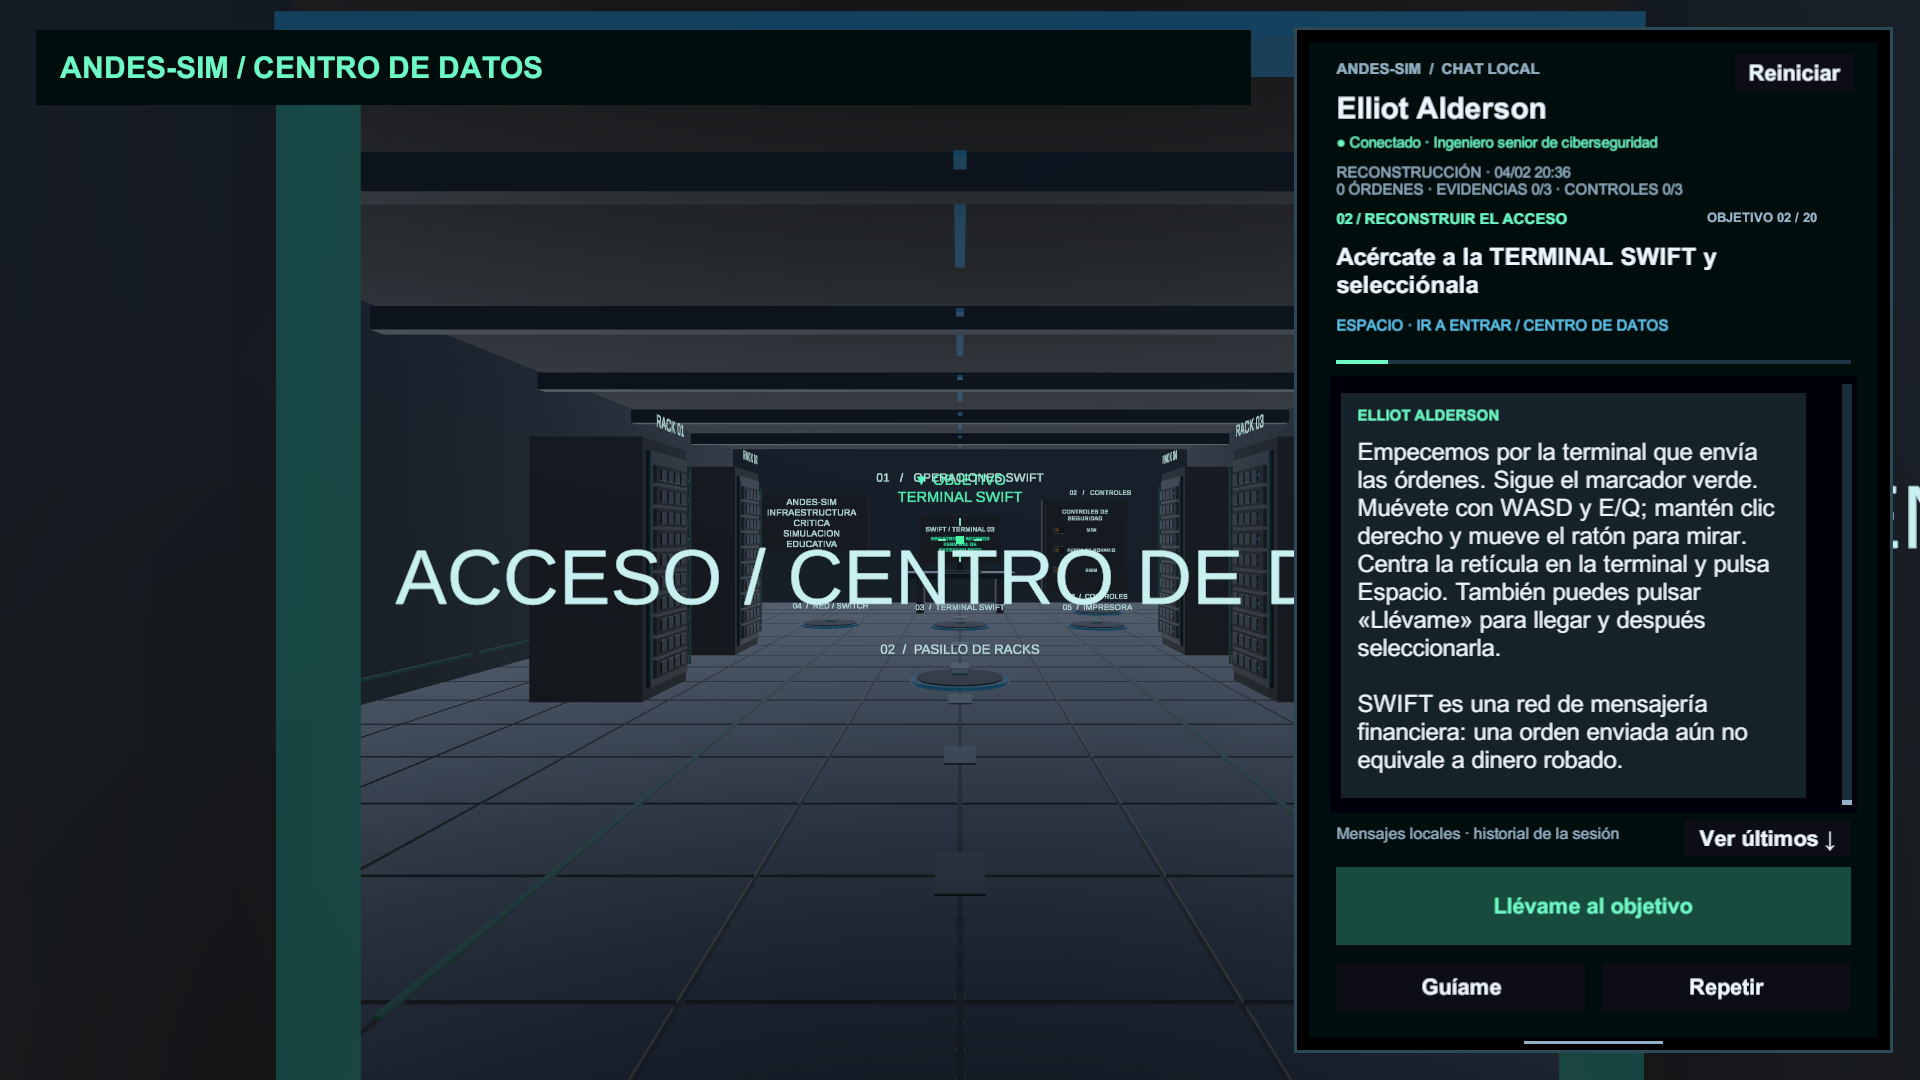 ANDES-SIM / CENTRO DE DATOS
RACK 01
RACK 03
01 / OPERACIONES SWIFT
▼ OBJETIVO
TERMINAL SWIFT
02 / CONTROLES
ANDES-SIM
INFRAESTRUCTURA
CRITICA
SIMULACION
EDUCATIVA
CONTROLES DE
SEGURIDAD
SWIFT / TERMINAL 03
ACCESO / CENTRO DE D
04 / RED / SWITCH
03 / TERMINAL SWIFT
05 / IMPRESORA
02 / PASILLO DE RACKS
ANDES-SIM / CHAT LOCAL
Reiniciar
Elliot Alderson
● Conectado · Ingeniero senior de ciberseguridad
RECONSTRUCCIÓN · 04/02 20:36
0 ÓRDENES · EVIDENCIAS 0/3 · CONTROLES 0/3
02 / RECONSTRUIR EL ACCESO
OBJETIVO 02 / 20
Acércate a la TERMINAL SWIFT y
selecciónala
ESPACIO · IR A ENTRAR / CENTRO DE DATOS
ELLIOT ALDERSON
Empecemos por la terminal que envía
las órdenes. Sigue el marcador verde.
Muévete con WASD y E/Q; mantén clic
derecho y mueve el ratón para mirar.
Centra la retícula en la terminal y pulsa
Espacio. También puedes pulsar
«Llévame» para llegar y después
seleccionarla.
SWIFT es una red de mensajería
financiera: una orden enviada aún no
equivale a dinero robado.
Mensajes locales · historial de la sesión
Ver últimos ↓
Llévame al objetivo
Guíame
Repetir